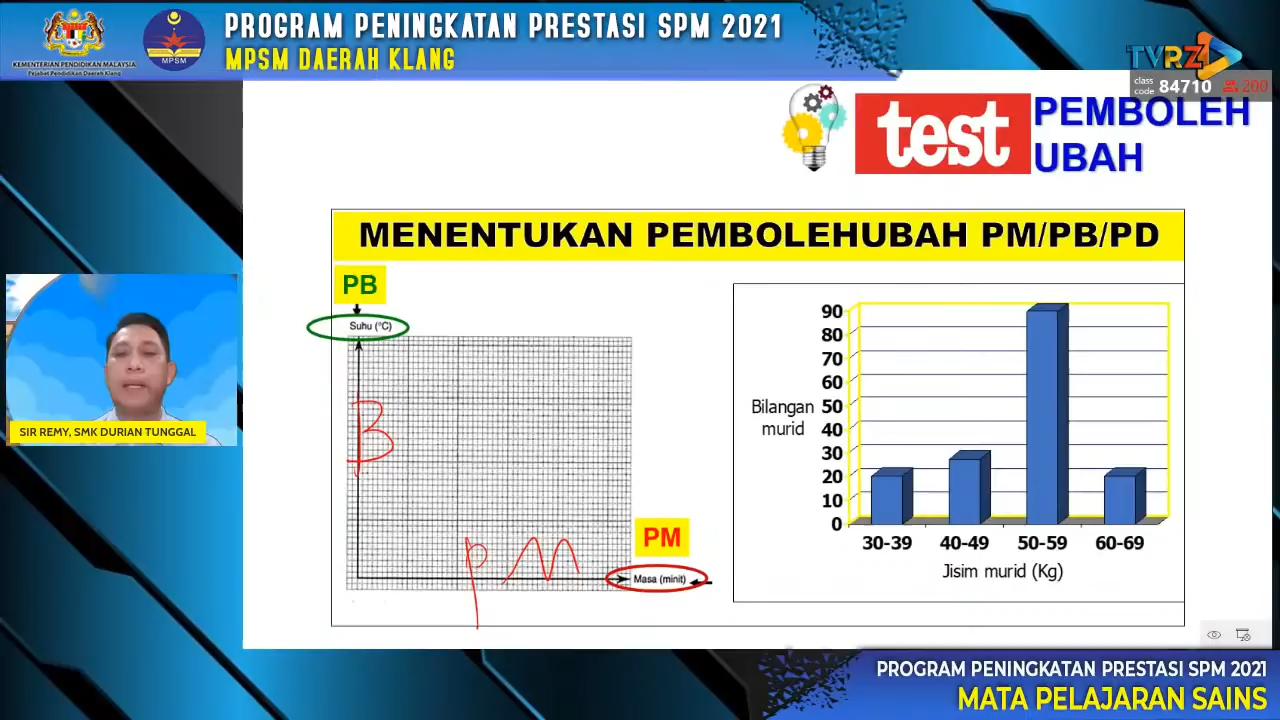 PROGRAM PENINGKATAN PRESTASI SPM 2021
MPSM DAERAH KLANG
KEMENTERIAN PENDIDIKAN MALAYSIA
Pejabat Pendidikan Daerah Klang
MPSM
TVRZ
class
code
84710
200
test
PEMBOLEH
UBAH
MENENTUKAN PEMBOLEHUBAH PM/PB/PD
PB
Suhu (°C)
B
PM
PM
Masa (minit)
90
80
70
60
50
40
30
20
10
0
Bilangan
murid
30-39 40-49 50-59 60-69
Jisim murid (Kg)
SIR REMY, SMK DURIAN TUNGGAL
PROGRAM PENINGKATAN PRESTASI SPM 2021
MATA PELAJARAN SAINS